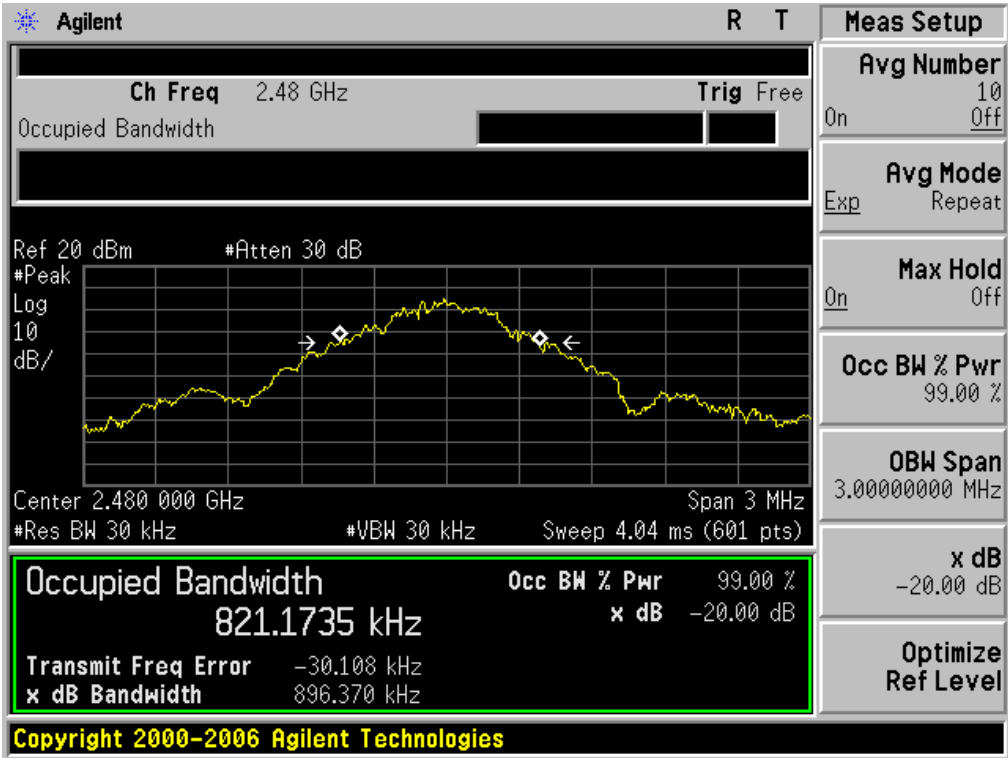 Agilent R T
Ch Freq 2.48 GHz Trig Free
Occupied Bandwidth
Ref 20 dBm #Atten 30 dB
#Peak
Log
10
dB/
Center 2.480 000 GHz Span 3 MHz
#Res BW 30 kHz #VBW 30 kHz Sweep 4.04 ms (601 pts)
Occupied Bandwidth Occ BW % Pwr 99.00 %
821.1735 kHz x dB -20.00 dB
Transmit Freq Error -30.108 kHz
x dB Bandwidth 896.370 kHz
Copyright 2000-2006 Agilent Technologies
Meas Setup
Avg Number
10
On Off
Avg Mode
Exp Repeat
Max Hold
On Off
Occ BW % Pwr
99.00 %
OBW Span
3.00000000 MHz
x dB
-20.00 dB
Optimize
Ref Level